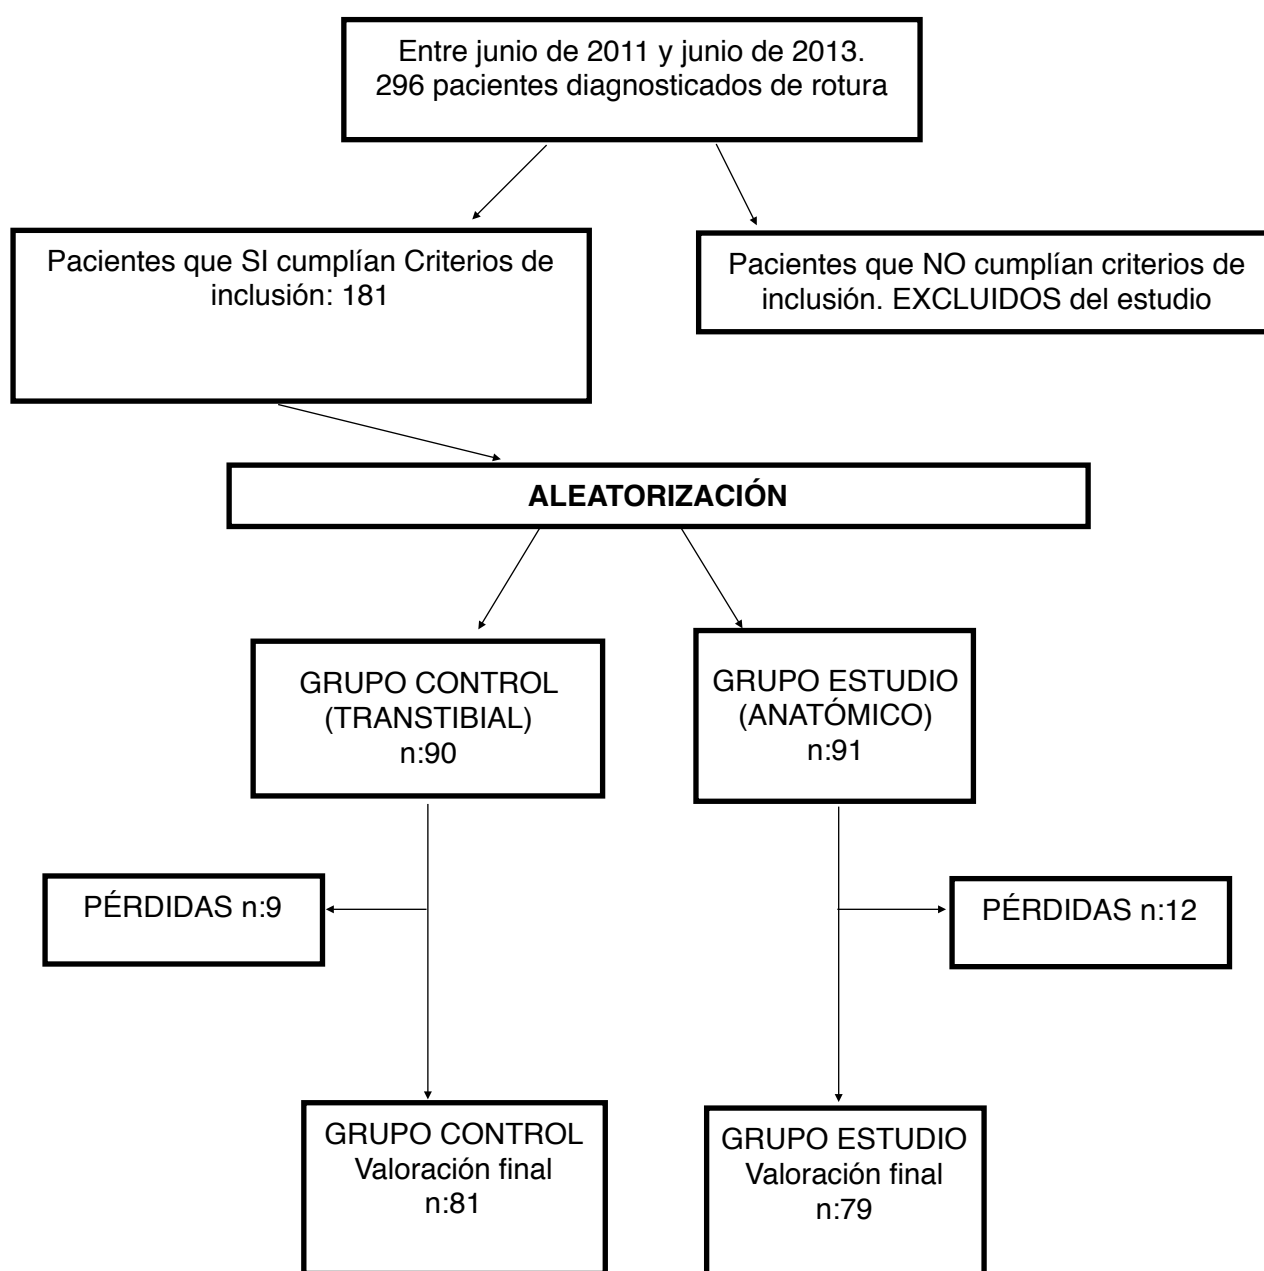 Entre junio de 2011 y junio de 2013.
296 pacientes diagnosticados de rotura
Pacientes que SI cumplían Criterios de
inclusión: 181
Pacientes que NO cumplían criterios de
inclusión. EXCLUIDOS del estudio
ALEATORIZACIÓN
GRUPO CONTROL
(TRANSTIBIAL)
n:90
GRUPO ESTUDIO
(ANATÓMICO)
n:91
PÉRDIDAS n:9
PÉRDIDAS n:12
GRUPO CONTROL
Valoración final
n:81
GRUPO ESTUDIO
Valoración final
n:79